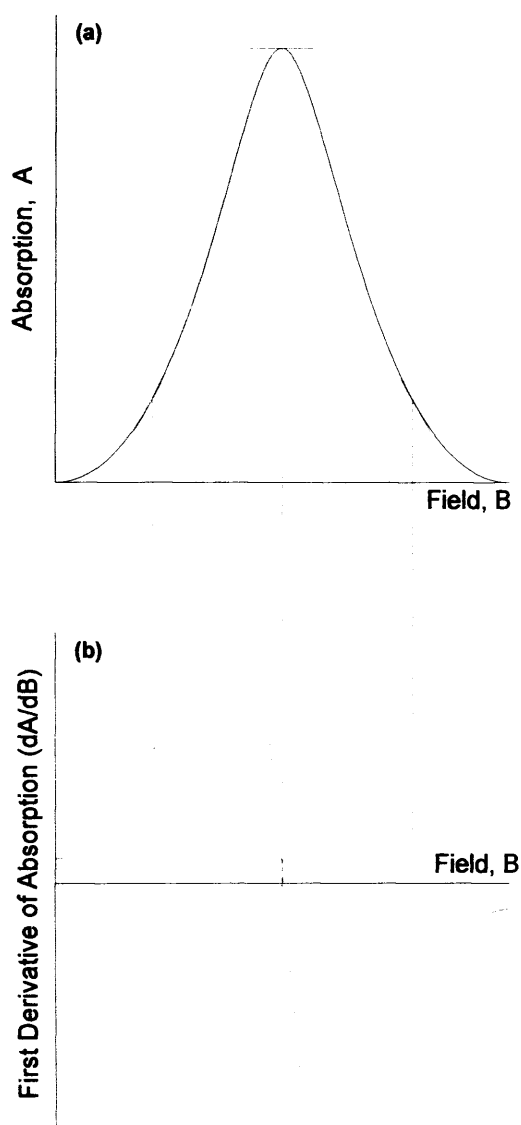 (a)
Absorption, A
Field, B
(b)
First Derivative of Absorption (dA/dB)
Field, B